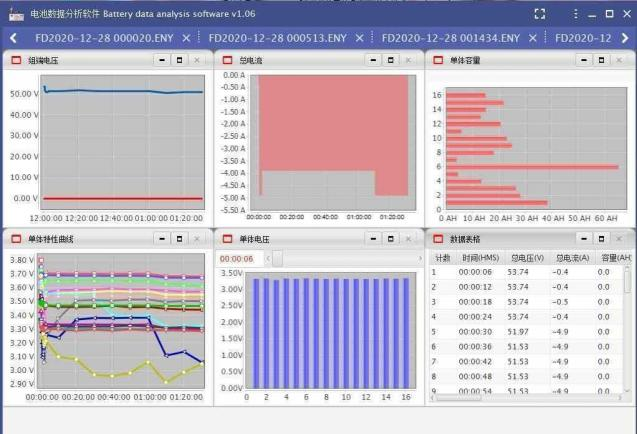 电池数据分析软件 Battery data analysis software v1.06
FD2020-12-28 000020.ENY
FD2020-12-28 000513.ENY
FD2020-12-28 001434.ENY
FD2020-12
组端电压
50.00 V
40.00 V
30.00 V
20.00 V
10.00 V
0.00 V
12:00:00 12:20:00 12:40:00 01:00:00 01:20:00
总电流
0.00 A
-0.50 A
-1.00 A
-1.50 A
-2.00 A
-2.50 A
-3.00 A
-3.50 A
-4.00 A
-4.50 A
-5.00 A
-5.50 A
00:00:00 00:20:00 00:40:00 01:00:00 01:20:00
单体容量
16
14
12
10
8
6
4
2
0
0 AH 10 AH 20 AH 30 AH 40 AH 50 AH 60 AH
单体特性曲线
3.80 V
3.70 V
3.60 V
3.50 V
3.40 V
3.30 V
3.20 V
3.10 V
3.00 V
2.90 V
00:00:00 00:20:00 00:40:00 01:00:00 01:20:00
单体电压
00:00:06
3.50V
3.00V
2.50V
2.00V
1.50V
1.00V
0.50V
0.00V
0 2 4 6 8 10 12 14 16
数据表格
计数 时间(HMS) 总电压(V) 总电流(A) 容量(AH
1 00:00:06 53.74 -0.4 0.0
2 00:00:12 53.74 -0.4 0.0
3 00:00:18 53.74 -0.5 0.0
4 00:00:24 53.74 -0.4 0.0
5 00:00:30 51.97 -4.9 0.0
6 00:00:36 51.53 -4.9 0.0
7 00:00:42 51.53 -4.9 0.0
8 00:00:48 51.53 -4.9 0.0
9 00:00:54 51.53 -4.9 0.0